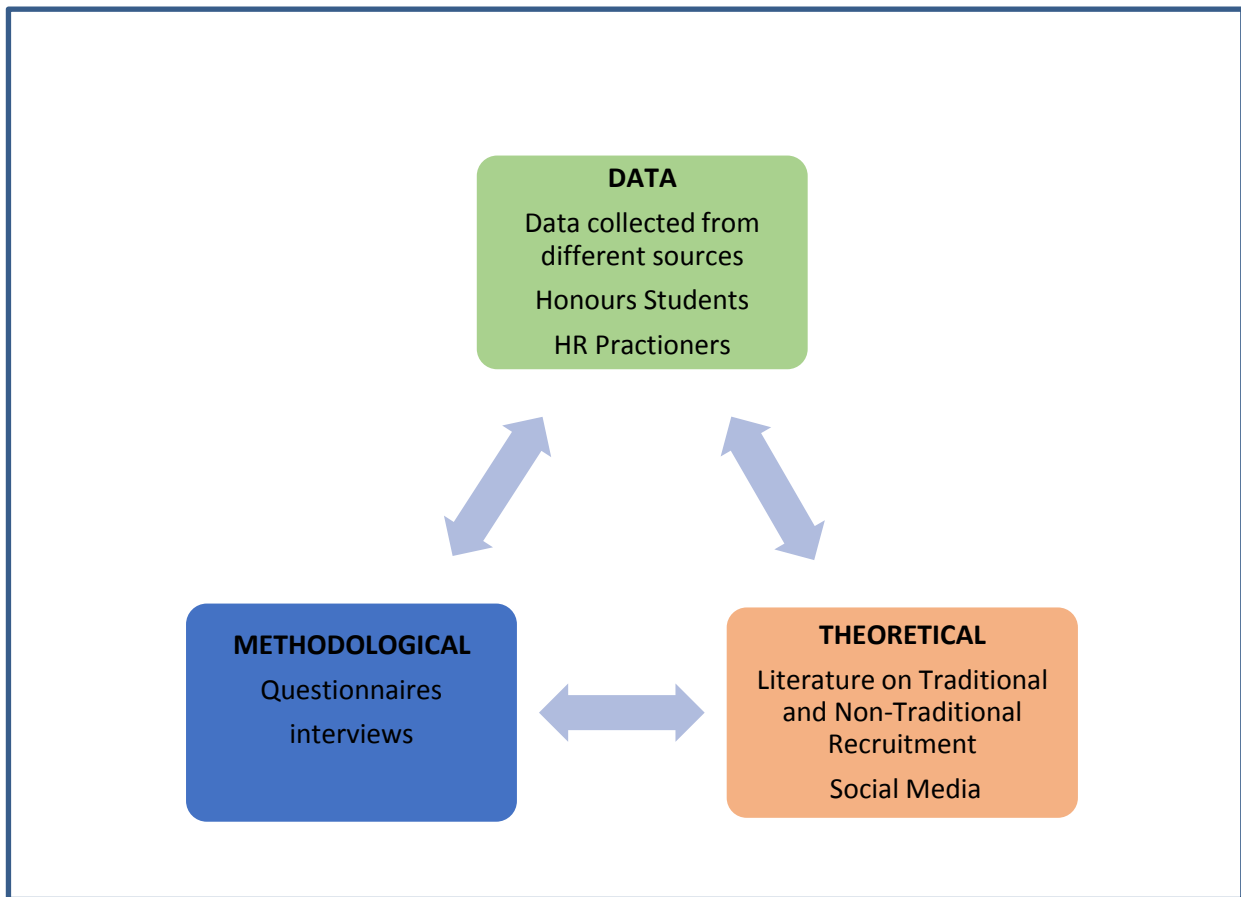 DATA
Data collected from
different sources
Honours Students
HR Practioners
METHODOLOGICAL
Questionnaires
interviews
THEORETICAL
Literature on Traditional
and Non-Traditional
Recruitment
Social Media